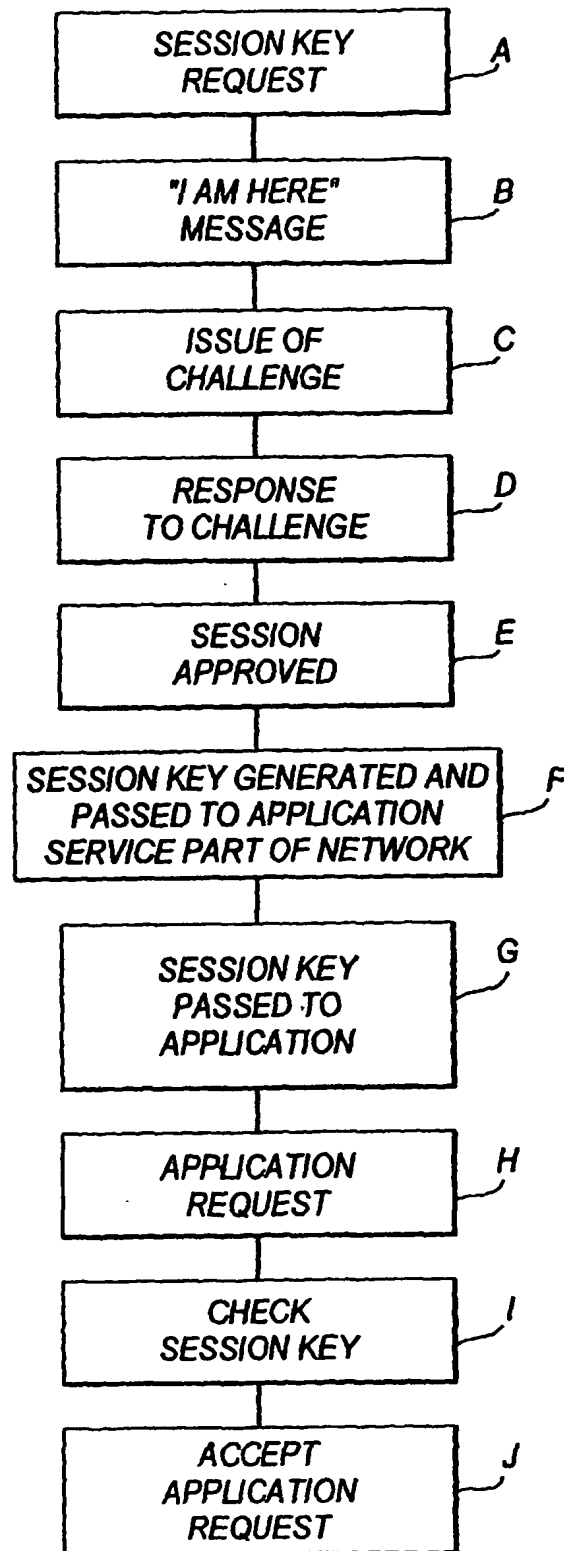 SESSION KEY
REQUEST
A
"I AM HERE"
MESSAGE
B
ISSUE OF
CHALLENGE
C
RESPONSE
TO CHALLENGE
D
SESSION
APPROVED
E
SESSION KEY GENERATED AND
PASSED TO APPLICATION
SERVICE PART OF NETWORK
F
SESSION KEY
PASSED TO
APPLICATION
G
APPLICATION
REQUEST
H
CHECK
SESSION KEY
I
ACCEPT
APPLICATION
REQUEST
J